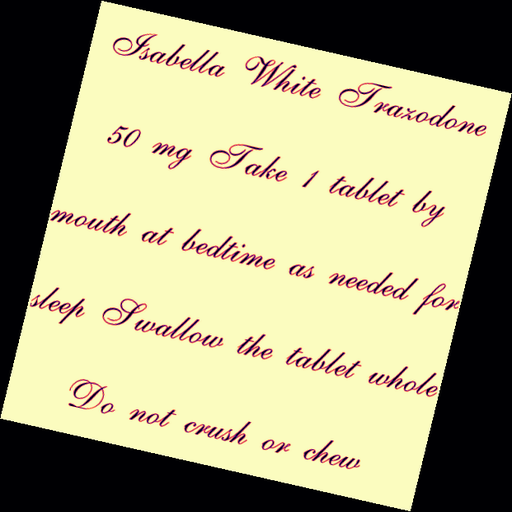 Isabella White Trazodone
50 mg Take 1 tablet by
mouth at bedtime as needed for
sleep Swallow the tablet whole
Do not crush or chew